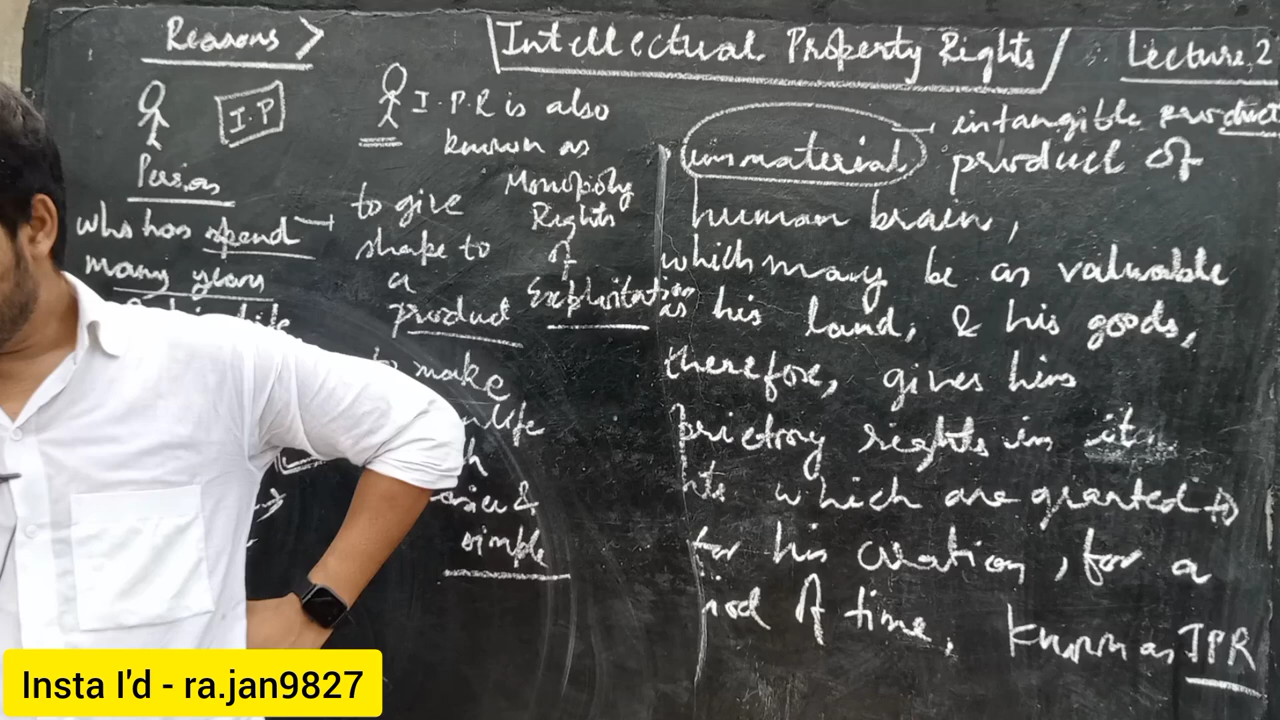 Reasons >
Intellectual Property Rights
Lecture, 2
I.P
Person
who has spend
many years
to give
shape to
a
product
to make
life
simple
I.P.R is also
known as
Monopoly
Rights
of
Exploitation
intangible product
immaterial product of
human brain,
which may be as valuable
as his land, & his goods,
therefore, gives him
prietory rights in it.
which are granted to
for his creation, for a
iod of time, known as IPR
Insta I'd - ra.jan9827